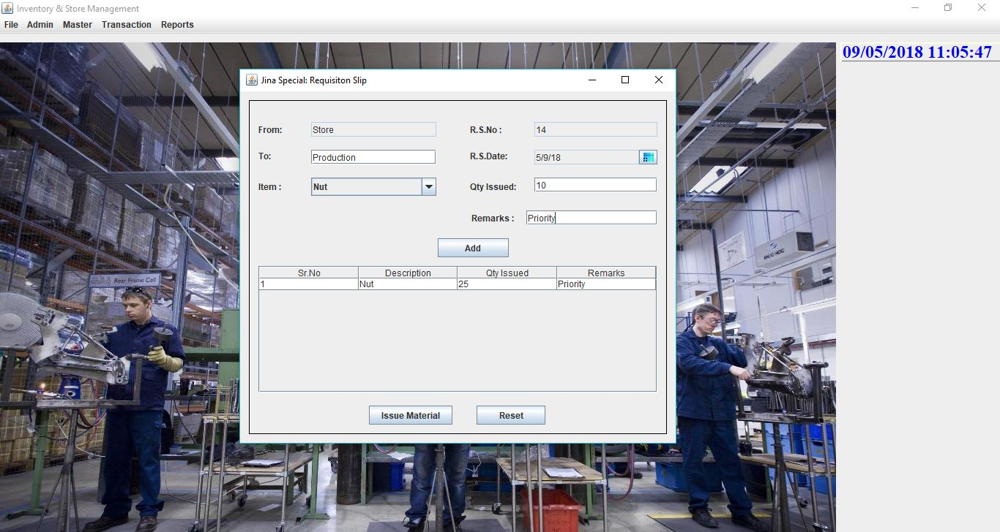 Inventory & Store Management
File Admin Master Transaction Reports
09/05/2018 11:05:47
Jina Special: Requisiton Slip
From: Store R.S.No : 14
To: Production R.S.Date: 5/9/18
Item : Nut Qty Issued: 10
Remarks : Priority
Add
Sr.No Description Qty Issued Remarks
1 Nut 25 Priority
Issue Material Reset
Rear Frame Cell